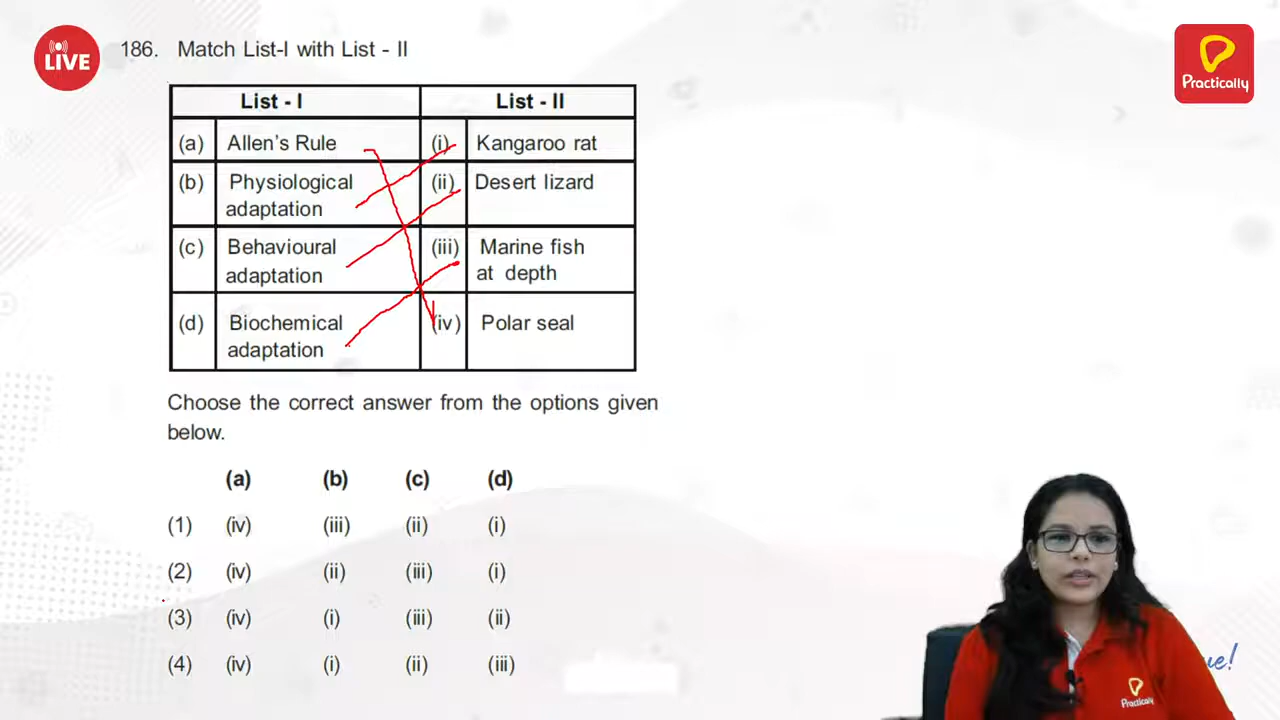 LIVE
186. Match List-I with List - II
Practically
List - I List - II
(a) Allen's Rule (i) Kangaroo rat
(b) Physiological adaptation (ii) Desert lizard
(c) Behavioural adaptation (iii) Marine fish at depth
(d) Biochemical adaptation (iv) Polar seal
Choose the correct answer from the options given
below.
(a) (b) (c) (d)
(1) (iv) (iii) (ii) (i)
(2) (iv) (ii) (iii) (i)
(3) (iv) (i) (iii) (ii)
(4) (iv) (i) (ii) (iii)
Practically